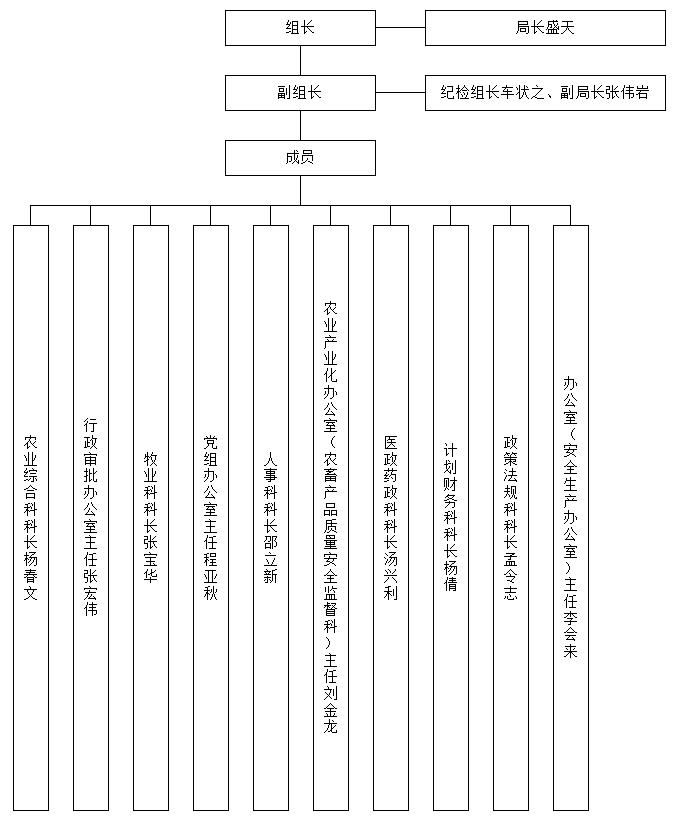 组长
局长盛天
副组长
纪检组长车状之、副局长张伟岩
成员
农业综合科科长杨春文
行政审批办公室主任张宏伟
牧业科科长张宝华
党组办公室主任程亚秋
人事科科长邵立新
农业产业化办公室（农畜产品质量安全监督科）主任刘金龙
医政药政科科长汤兴利
计划财务科科长杨倩
政策法规科科长孟令志
办公室（安全生产办公室）主任李会来